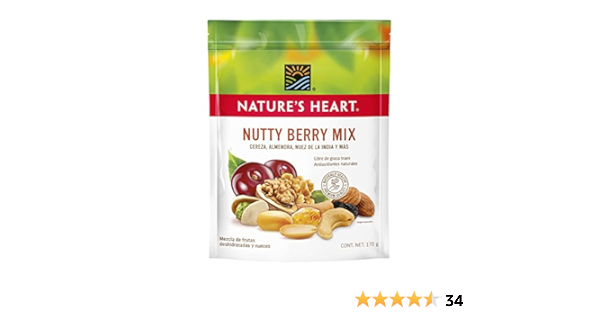 NATURE'S HEART®
NUTTY BERRY MIX
CEREZA, ALMENDRA, NUEZ DE LA INDIA Y MÁS
Libre de grasa trans
Antioxidantes naturales
Mezcla de frutas
deshidratadas y nueces
CONT. NET. 170 g
34